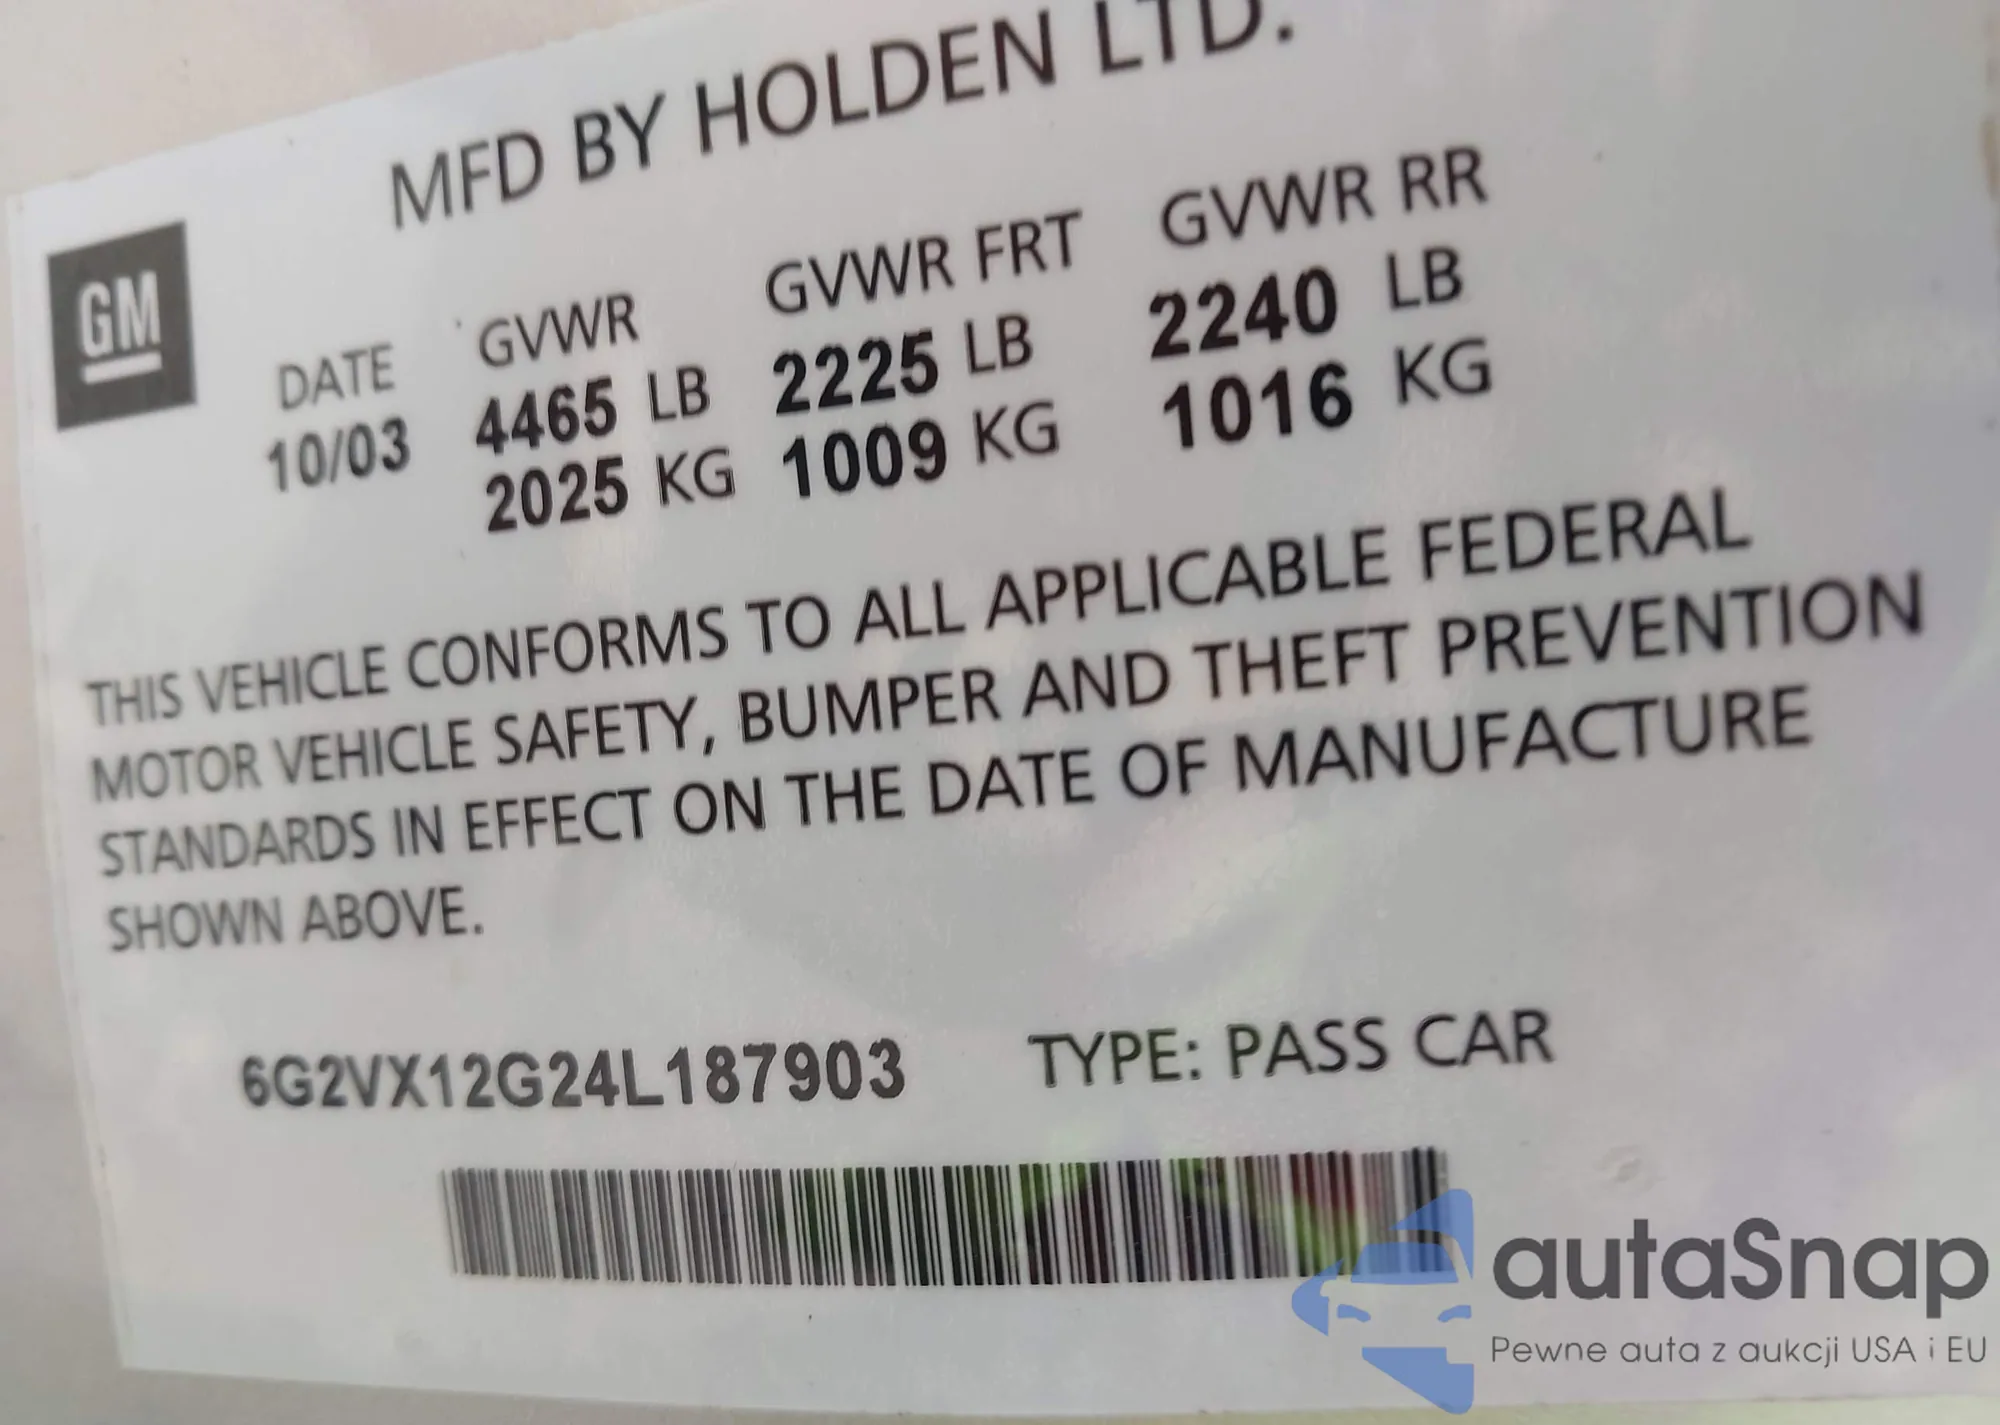 MFD BY HOLDEN LTD.
GM
DATE GVWR GVWR FRT GVWR RR
10/03 4465 LB 2225 LB 2240 LB
2025 KG 1009 KG 1016 KG
THIS VEHICLE CONFORMS TO ALL APPLICABLE FEDERAL
MOTOR VEHICLE SAFETY, BUMPER AND THEFT PREVENTION
STANDARDS IN EFFECT ON THE DATE OF MANUFACTURE
SHOWN ABOVE.
6G2VX12G24L187903 TYPE: PASS CAR
autaSnap
Pewne auta z aukcji USA i EU